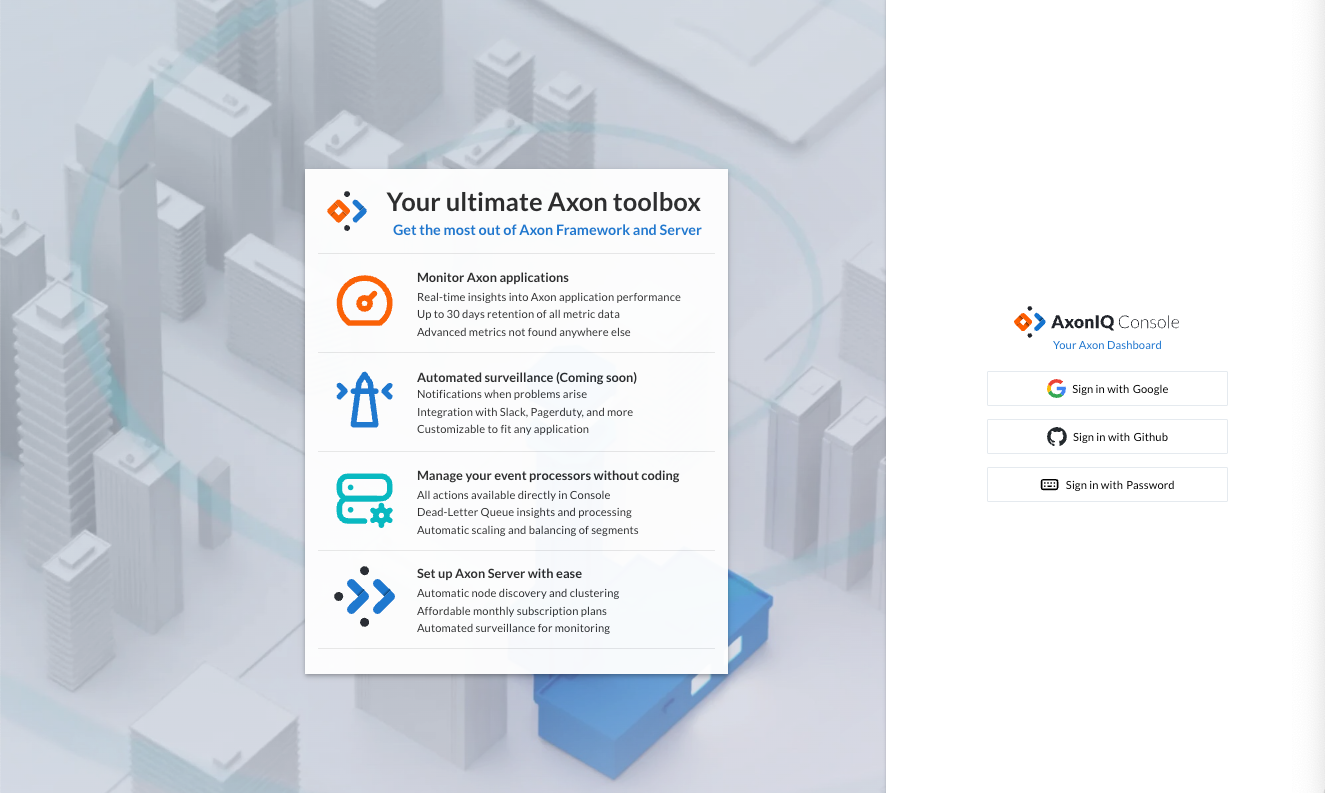 Your ultimate Axon toolbox
Get the most out of Axon Framework and Server
Monitor Axon applications
Real-time insights into Axon application performance
Up to 30 days retention of all metric data
Advanced metrics not found anywhere else
Automated surveillance (Coming soon)
Notifications when problems arise
Integration with Slack, Pagerduty, and more
Customizable to fit any application
Manage your event processors without coding
All actions available directly in Console
Dead-Letter Queue insights and processing
Automatic scaling and balancing of segments
Set up Axon Server with ease
Automatic node discovery and clustering
Affordable monthly subscription plans
Automated surveillance for monitoring
AxonIQ Console
Your Axon Dashboard
Sign in with Google
Sign in with Github
Sign in with Password